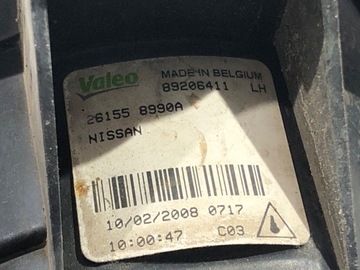 Valeo MADE IN BELGIUM
89206411 LH
26155 8990A
NISSAN
10/02/2008 0717
10:00:47 C03